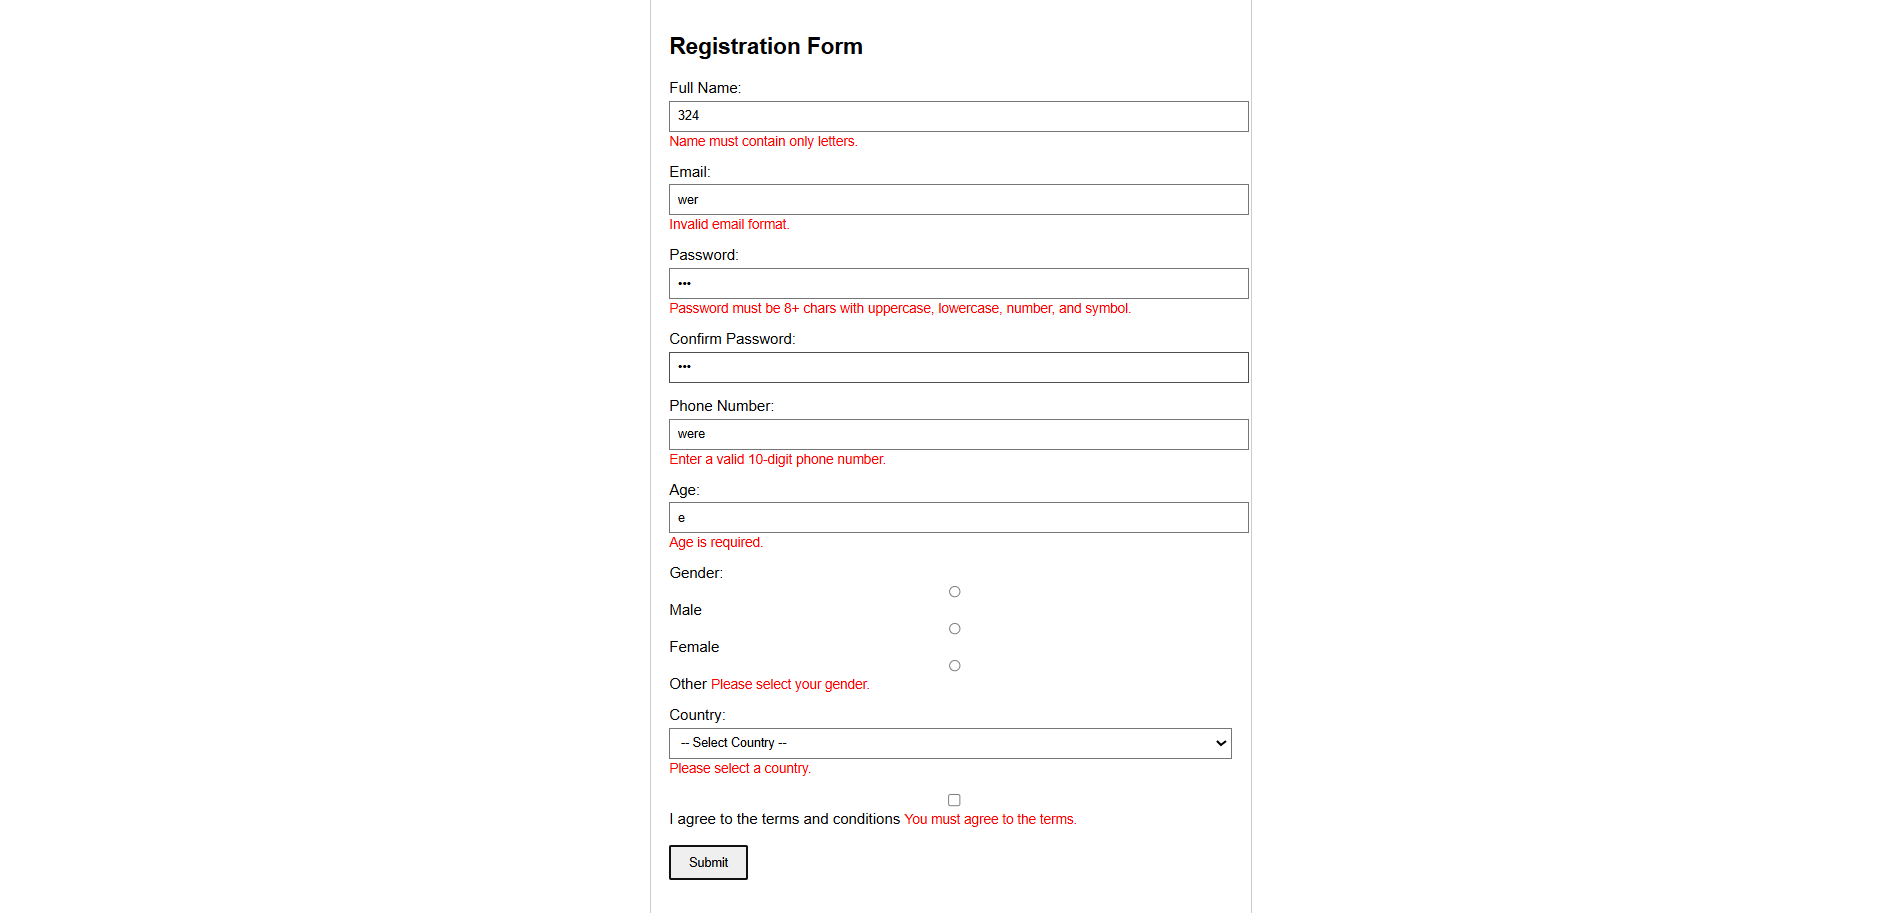 Registration Form
Full Name:
324
Name must contain only letters.
Email:
wer
Invalid email format.
Password:
•••
Password must be 8+ chars with uppercase, lowercase, number, and symbol.
Confirm Password:
•••
Phone Number:
were
Enter a valid 10-digit phone number.
Age:
e
Age is required.
Gender:
Male
Female
Other Please select your gender.
Country:
-- Select Country --
Please select a country.
I agree to the terms and conditions You must agree to the terms.
Submit